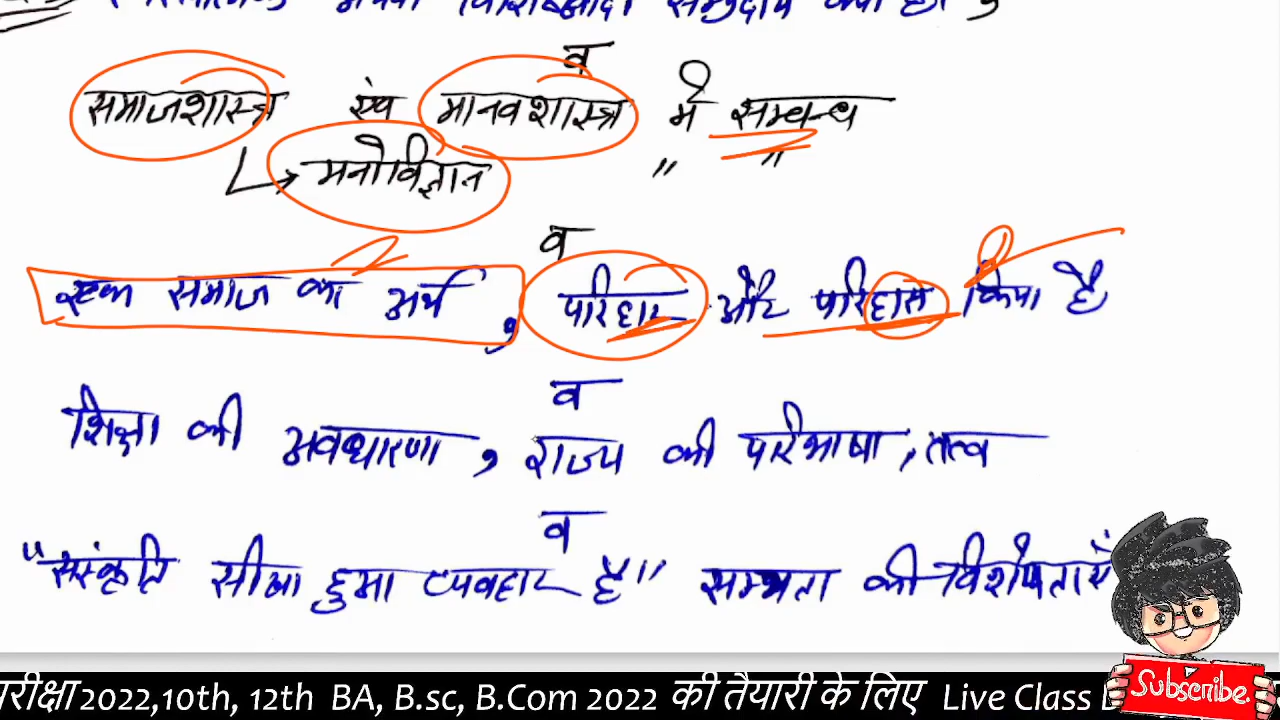 समुदाय क्या है। ?
व
समाजशास्त्र एंव मानवशास्त्र में सम्बन्ध
↳ मनोविज्ञान " "
व
एक समाज का अर्थ , परिहार और परिहास किया है
व
शिक्षा की अवधारणा , राज्य की परिभाषा , तत्व
व
"संस्कृति सीखा हुआ व्यवहार है" सभ्यता की विशेषतायें
परीक्षा 2022,10th, 12th BA, B.sc, B.Com 2022 की तैयारी के लिए Live Class
Subscribe